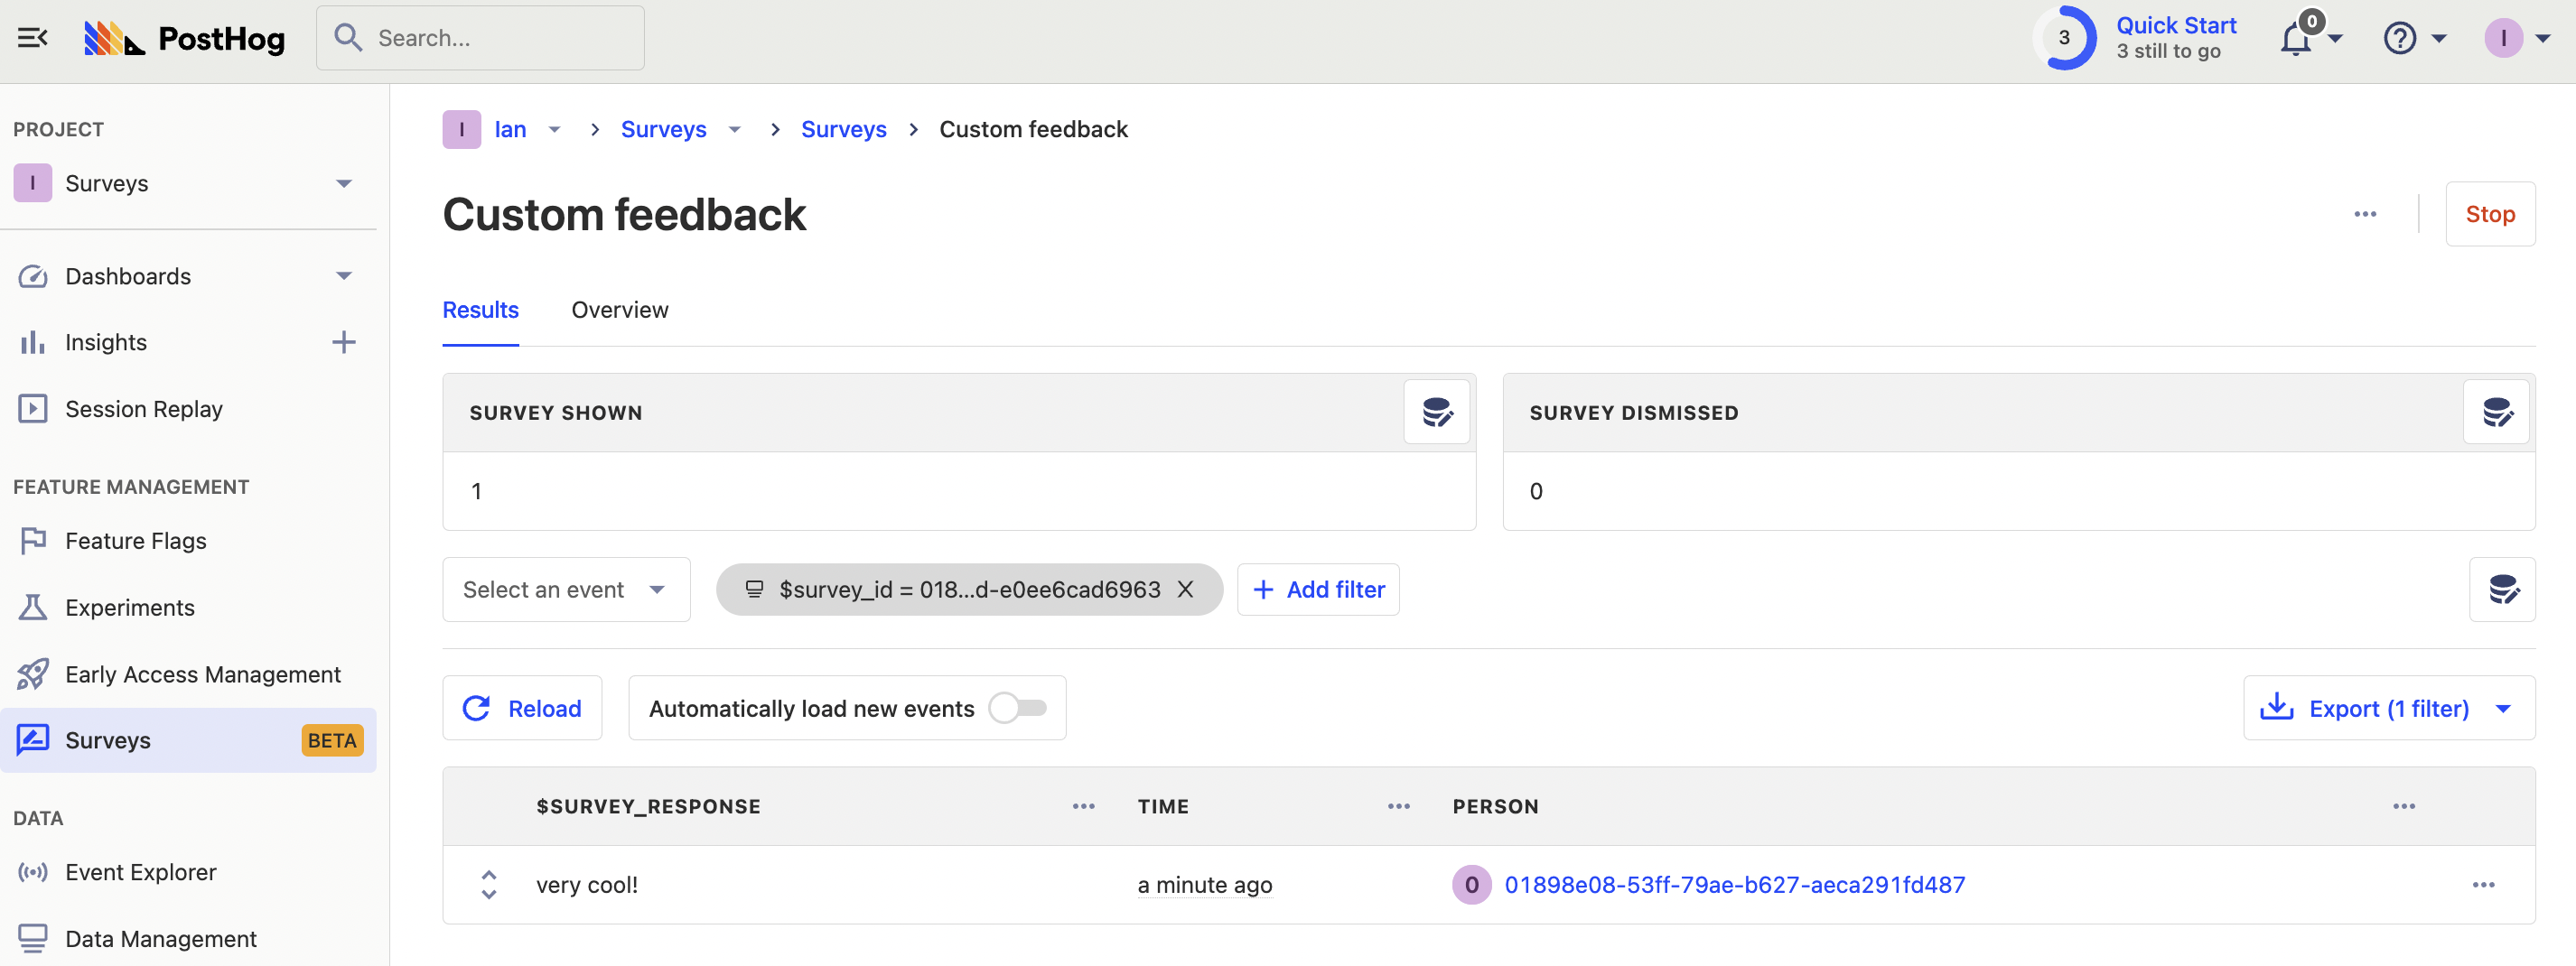 PostHog
Search...
3
Quick Start
3 still to go
0
I
PROJECT
I Surveys
Dashboards
Insights
Session Replay
FEATURE MANAGEMENT
Feature Flags
Experiments
Early Access Management
Surveys BETA
DATA
Event Explorer
Data Management
I Ian > Surveys > Surveys > Custom feedback
Custom feedback
Stop
Results Overview
SURVEY SHOWN
1
SURVEY DISMISSED
0
Select an event $survey_id = 018...d-e0ee6cad6963 X + Add filter
Reload Automatically load new events Export (1 filter)
$SURVEY_RESPONSE TIME PERSON
very cool! a minute ago 0 01898e08-53ff-79ae-b627-aeca291fd487